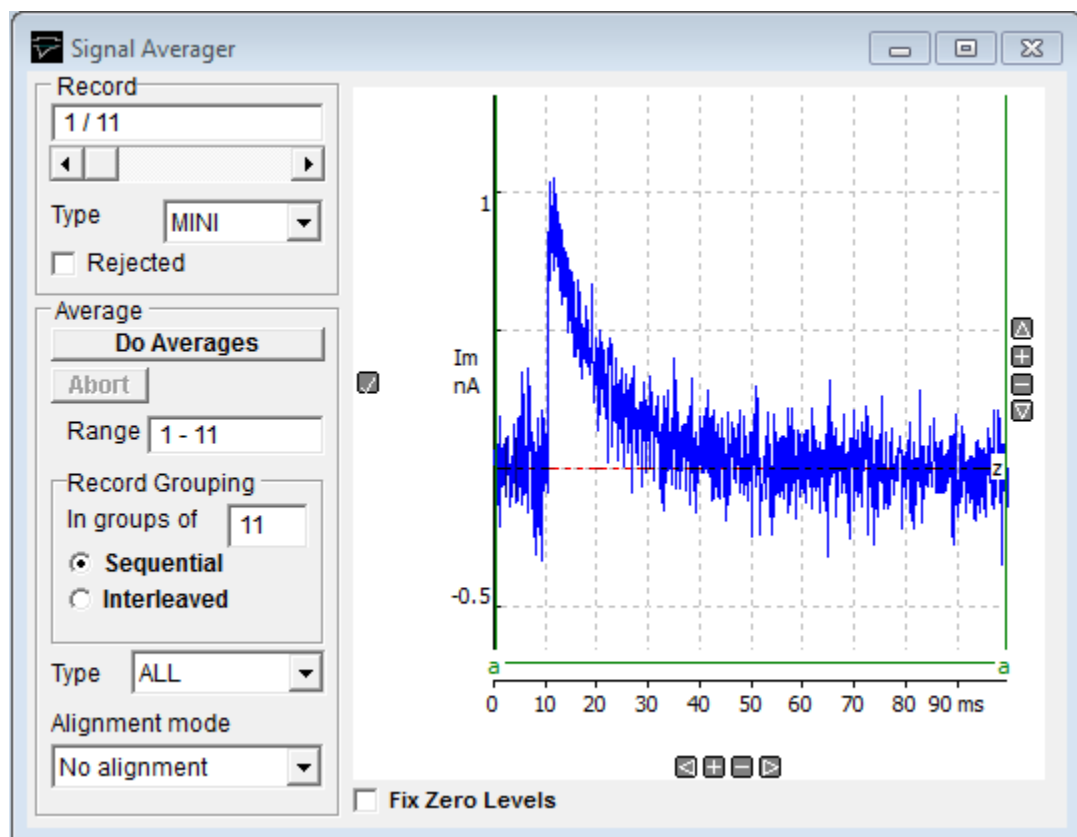 Signal Averager
Record
1 / 11
Type MINI
Rejected
Average
Do Averages
Abort
Range 1 - 11
Record Grouping
In groups of 11
Sequential
Interleaved
Type ALL
Alignment mode
No alignment
1
Im
nA
z
-0.5
a a
0 10 20 30 40 50 60 70 80 90 ms
Fix Zero Levels